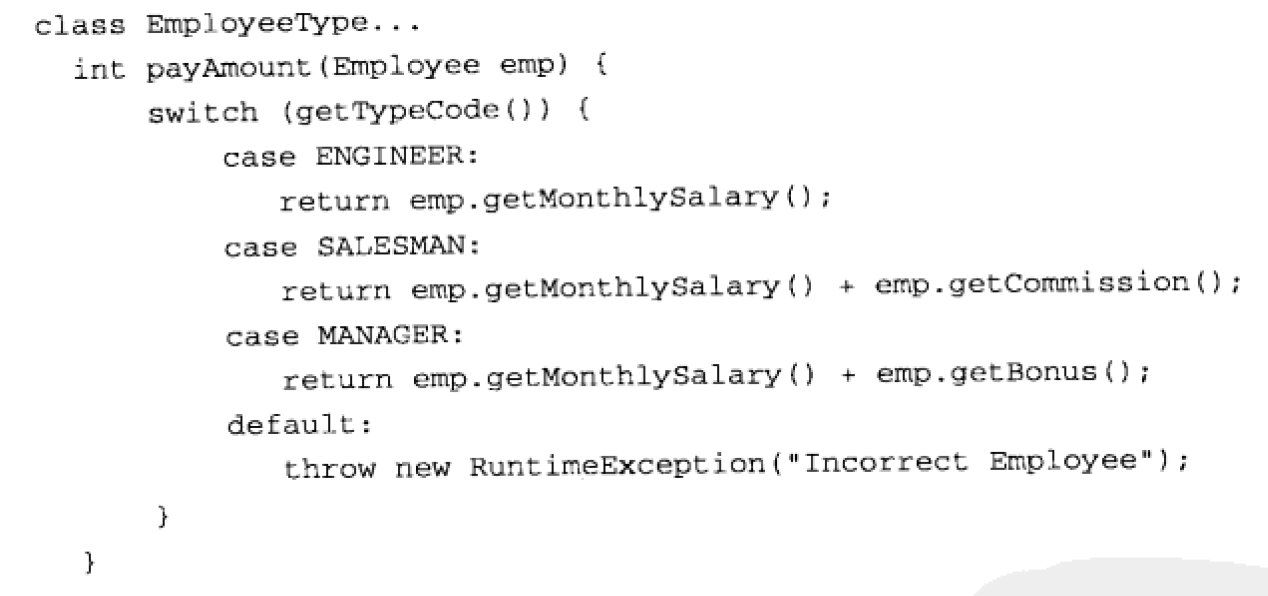 class EmployeeType...
int payAmount(Employee emp) {
switch (getTypeCode()) {
case ENGINEER:
return emp.getMonthlySalary();
case SALESMAN:
return emp.getMonthlySalary() + emp.getCommission();
case MANAGER:
return emp.getMonthlySalary() + emp.getBonus();
default:
throw new RuntimeException("Incorrect Employee");
}
}